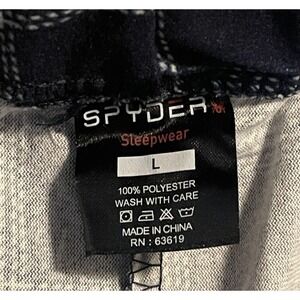 SPYDER
Sleepwear
L
100% POLYESTER
WASH WITH CARE
MADE IN CHINA
RN : 63619